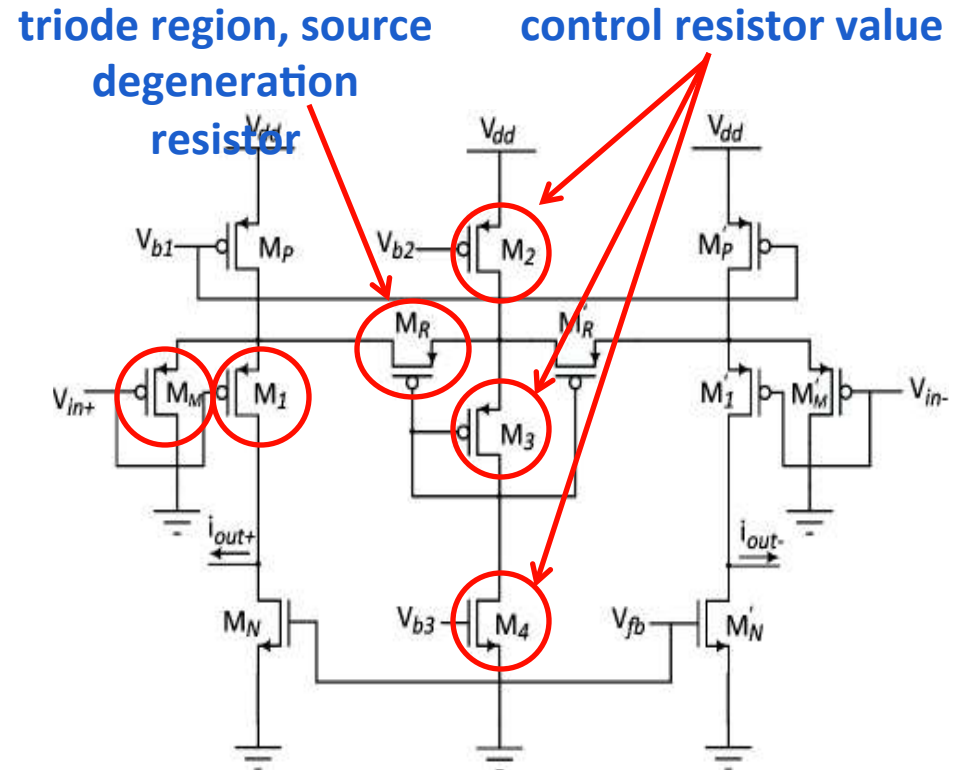 triode region, source
degeneration
resistor
control resistor value
Vdd
Vdd
Vdd
Vb1
MP
Vb2
M2
M'P
MR
M'R
Vin+
MM
M1
M3
M'1
M'M
Vin-
iout+
iout-
MN
Vb3
M4
Vfb
M'N